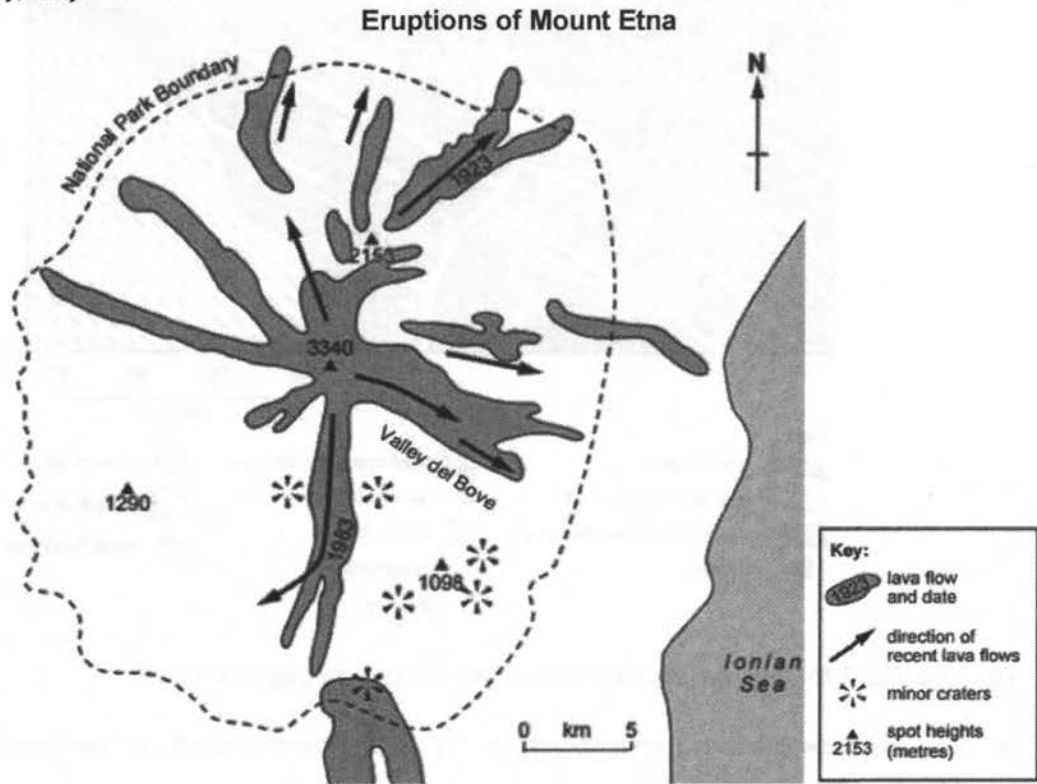 Eruptions of Mount Etna
National Park Boundary
N
1923
2153
3340
Valley del Bove
1290
1983
1098
Ionian
Sea
0 km 5
Key:
1923
lava flow
and date
direction of
recent lava flows
minor craters
2153
spot heights
(metres)